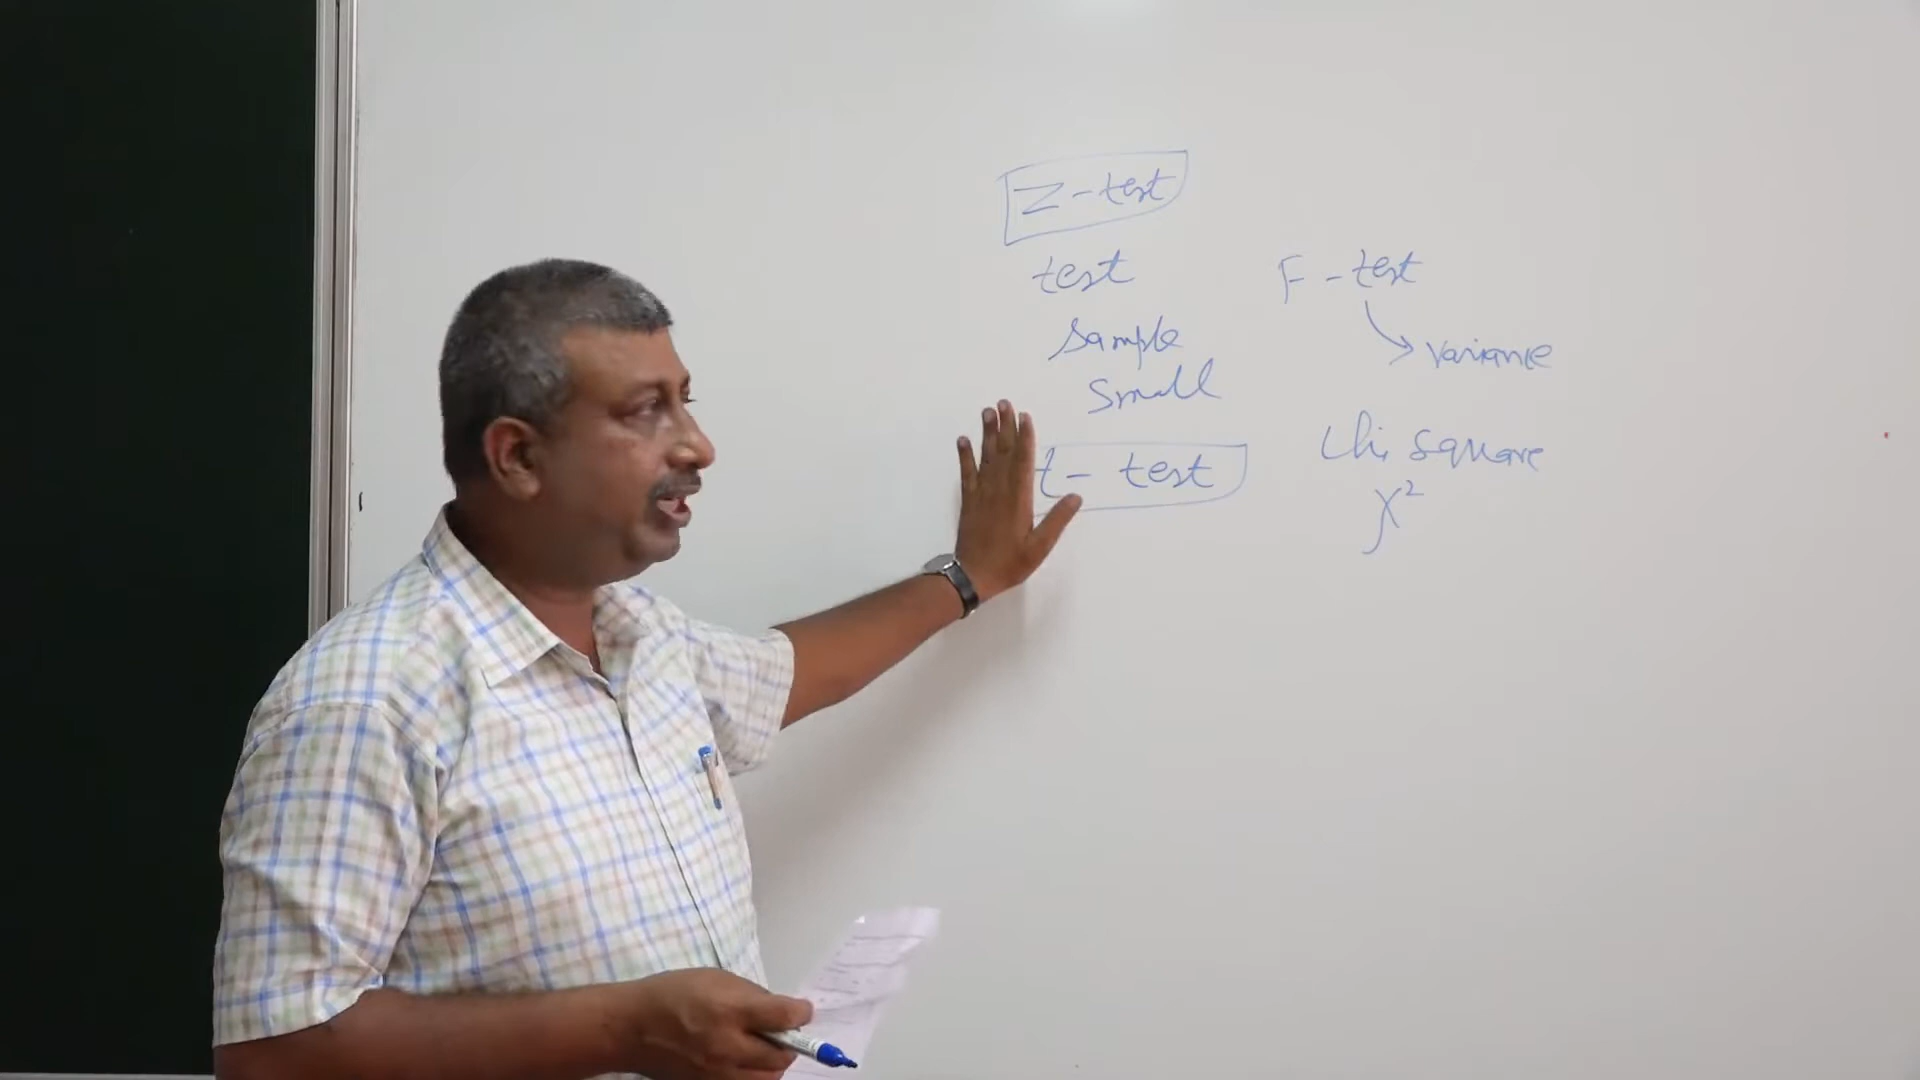 Z-test
test
sample
small
t- test
F - test
variance
chi square
χ²